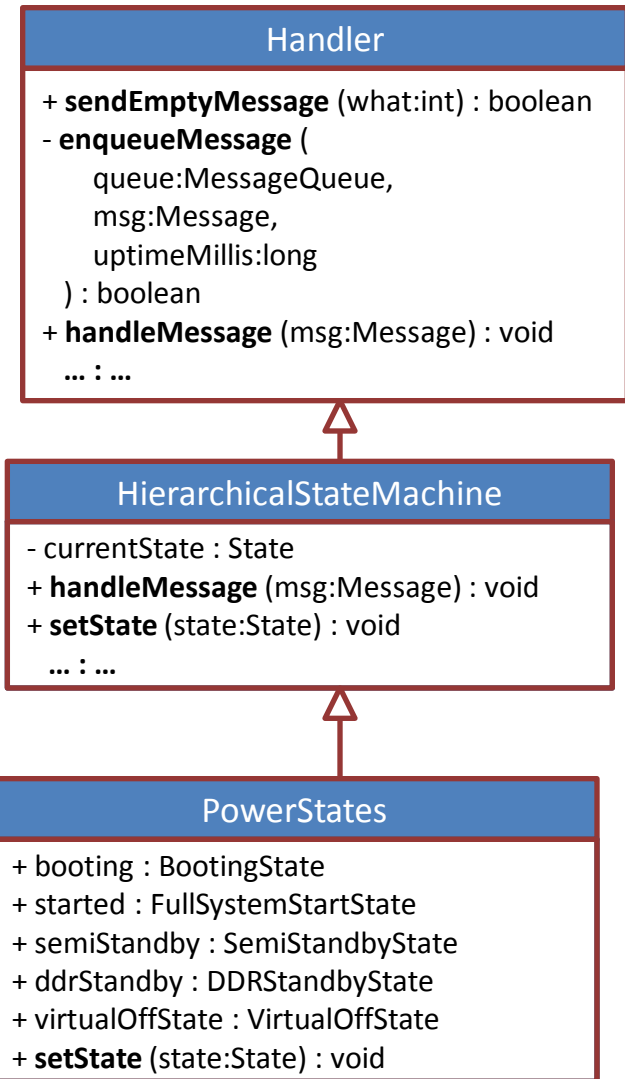 Handler
+ sendEmptyMessage (what:int) : boolean
- enqueueMessage (
queue:MessageQueue,
msg:Message,
uptimeMillis:long
) : boolean
+ handleMessage (msg:Message) : void
... : ...
HierarchicalStateMachine
- currentState : State
+ handleMessage (msg:Message) : void
+ setState (state:State) : void
... : ...
PowerStates
+ booting : BootingState
+ started : FullSystemStartState
+ semiStandby : SemiStandbyState
+ ddrStandby : DDRStandbyState
+ virtualOffState : VirtualOffState
+ setState (state:State) : void